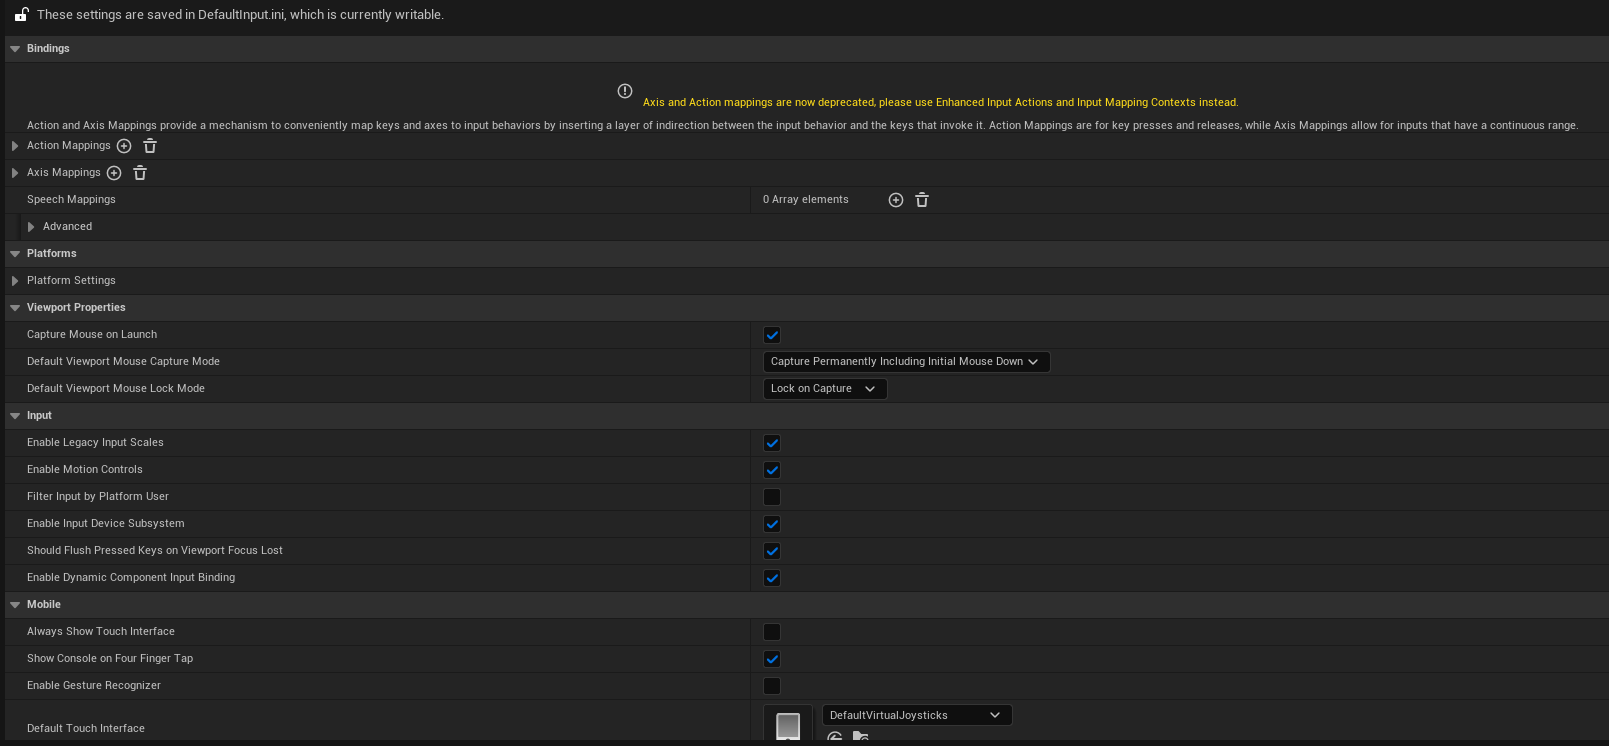 These settings are saved in DefaultInput.ini, which is currently writable.
Bindings
Axis and Action mappings are now deprecated, please use Enhanced Input Actions and Input Mapping Contexts instead.
Action and Axis Mappings provide a mechanism to conveniently map keys and axes to input behaviors by inserting a layer of indirection between the input behavior and the keys that invoke it. Action Mappings are for key presses and releases, while Axis Mappings allow for inputs that have a continuous range.
Action Mappings
Axis Mappings
Speech Mappings 0 Array elements
Advanced
Platforms
Platform Settings
Viewport Properties
Capture Mouse on Launch
Default Viewport Mouse Capture Mode Capture Permanently Including Initial Mouse Down
Default Viewport Mouse Lock Mode Lock on Capture
Input
Enable Legacy Input Scales
Enable Motion Controls
Filter Input by Platform User
Enable Input Device Subsystem
Should Flush Pressed Keys on Viewport Focus Lost
Enable Dynamic Component Input Binding
Mobile
Always Show Touch Interface
Show Console on Four Finger Tap
Enable Gesture Recognizer
Default Touch Interface DefaultVirtualJoysticks